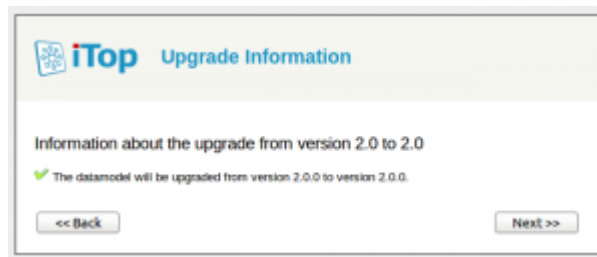 iTop Upgrade Information
Information about the upgrade from version 2.0 to 2.0
The datamodel will be upgraded from version 2.0.0 to version 2.0.0.
<< Back Next >>